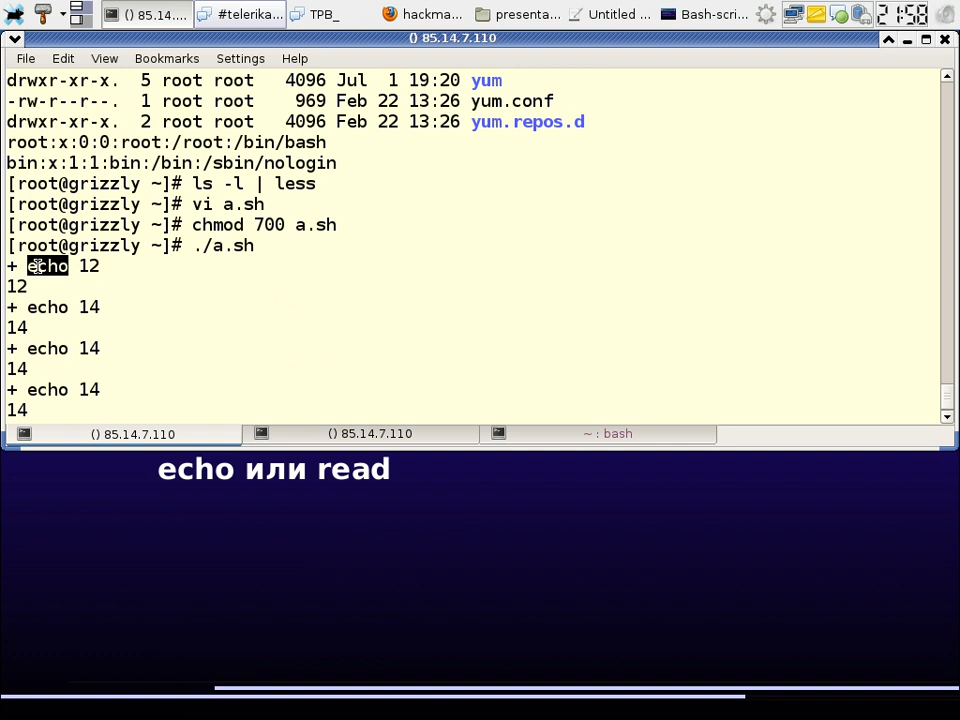 () 85.14....
#telerika...
TPB_
hackma...
presenta...
Untitled ...
Bash-scri...
21:58
() 85.14.7.110
File Edit View Bookmarks Settings Help
drwxr-xr-x.  5 root root   4096 Jul  1 19:20 yum
-rw-r--r--.  1 root root    969 Feb 22 13:26 yum.conf
drwxr-xr-x.  2 root root   4096 Feb 22 13:26 yum.repos.d
root:x:0:0:root:/root:/bin/bash
bin:x:1:1:bin:/bin:/sbin/nologin
[root@grizzly ~]# ls -l | less
[root@grizzly ~]# vi a.sh
[root@grizzly ~]# chmod 700 a.sh
[root@grizzly ~]# ./a.sh
+ echo 12
12
+ echo 14
14
+ echo 14
14
+ echo 14
14
() 85.14.7.110
() 85.14.7.110
~ : bash
echo или read